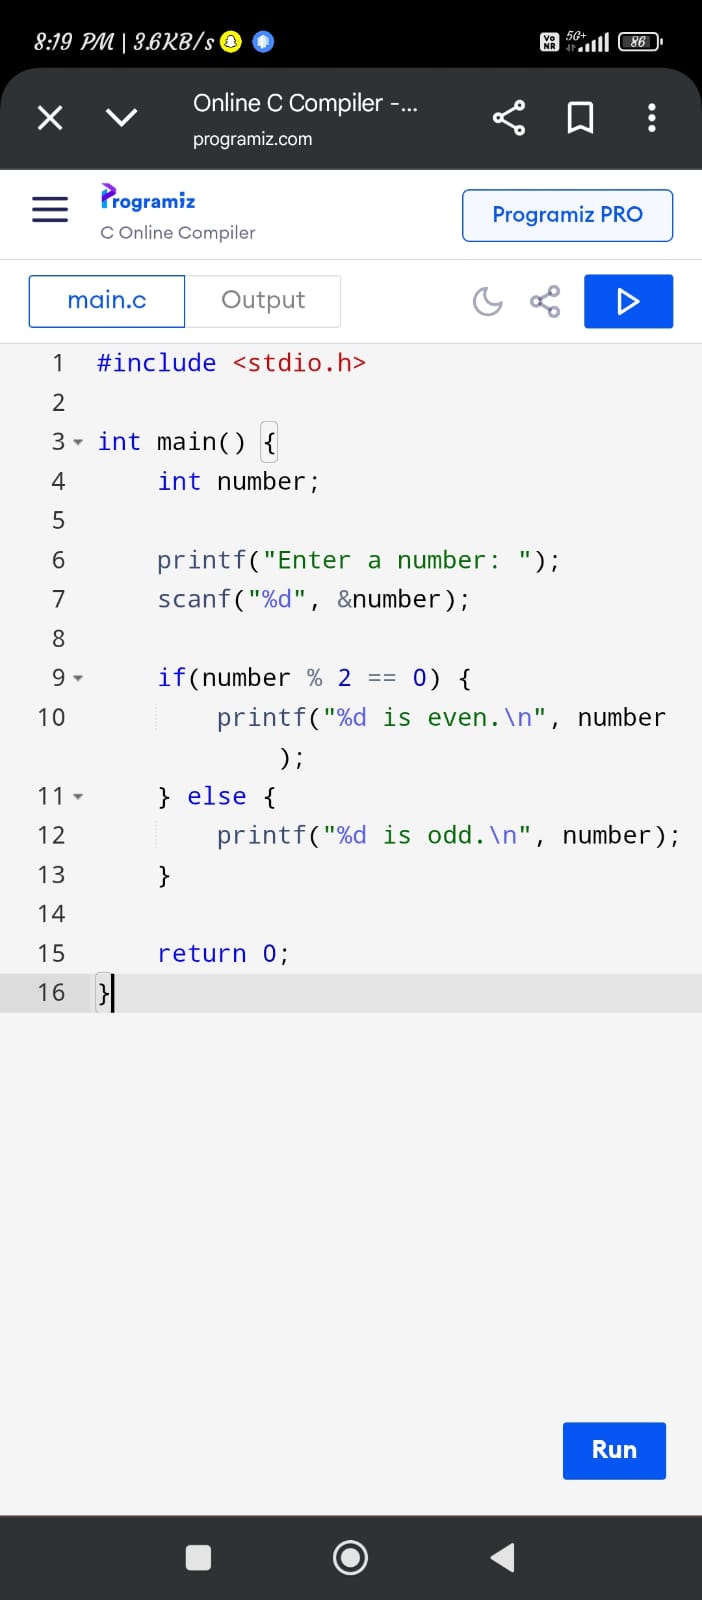 8:19 PM | 3.6KB/s
Vo NR 5G+ 86
Online C Compiler -...
programiz.com
Programiz
C Online Compiler
Programiz PRO
main.c
Output
1 #include <stdio.h>
2
3 int main() {
4     int number;
5
6     printf("Enter a number: ");
7     scanf("%d", &number);
8
9     if(number % 2 == 0) {
10         printf("%d is even.\n", number
);
11     } else {
12         printf("%d is odd.\n", number);
13     }
14
15     return 0;
16 }
Run